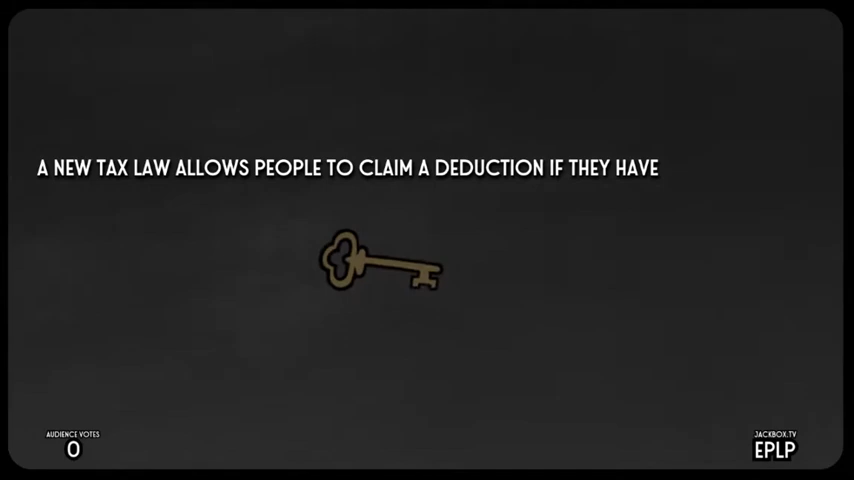 A NEW TAX LAW ALLOWS PEOPLE TO CLAIM A DEDUCTION IF THEY HAVE
AUDIENCE VOTES
0
JACKBOX.TV
EPLP